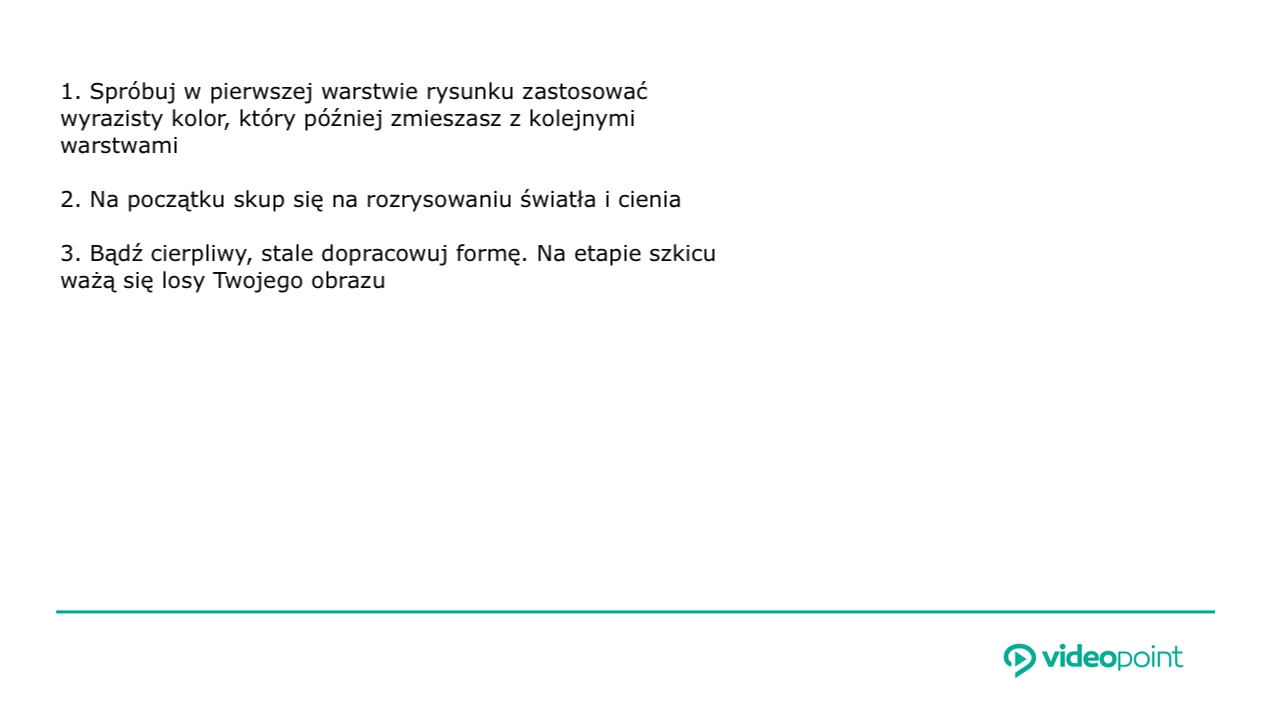 1. Spróbuj w pierwszej warstwie rysunku zastosować
wyrazisty kolor, który później zmieszasz z kolejnymi
warstwami
2. Na początku skup się na rozrysowaniu światła i cienia
3. Bądź cierpliwy, stale dopracowuj formę. Na etapie szkicu
ważą się losy Twojego obrazu
videopoint